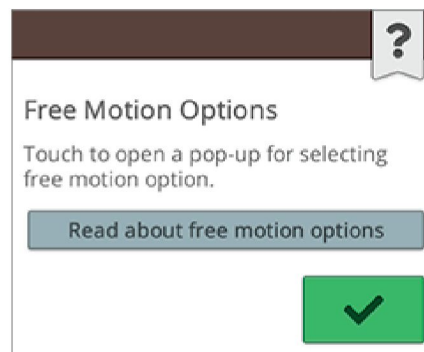 ?
Free Motion Options
Touch to open a pop-up for selecting
free motion option.
Read about free motion options